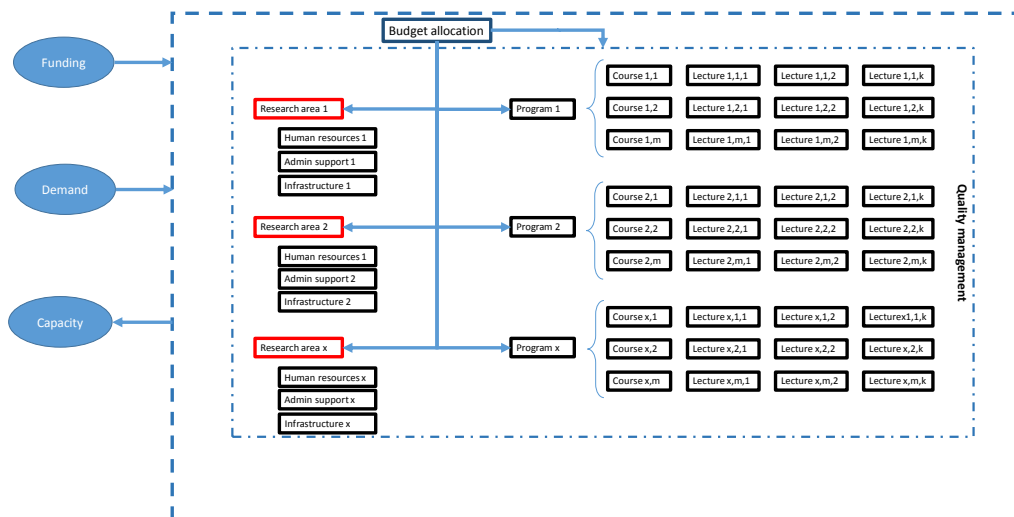 Budget allocation
Funding
Course 1,1
Lecture 1,1,1
Lecture 1,1,2
Lecture 1,1,k
Research area 1
Program 1
Course 1,2
Lecture 1,2,1
Lecture 1,2,2
Lecture 1,2,k
Human resources 1
Course 1,m
Lecture 1,m,1
Lecture 1,m,2
Lecture 1,m,k
Admin support 1
Infrastructure 1
Demand
Course 2,1
Lecture 2,1,1
Lecture 2,1,2
Lecture 2,1,k
Research area 2
Program 2
Course 2,2
Lecture 2,2,1
Lecture 2,2,2
Lecture 2,2,k
Human resources 1
Course 2,m
Lecture 2,m,1
Lecture 2,m,2
Lecture 2,m,k
Admin support 2
Infrastructure 2
Quality management
Capacity
Course x,1
Lecture x,1,1
Lecture x,1,2
Lecturex1,1,k
Research area x
Program x
Course x,2
Lecture x,2,1
Lecture x,2,2
Lecture x,2,k
Human resources x
Course x,m
Lecture x,m,1
Lecture x,m,2
Lecture x,m,k
Admin support x
Infrastructure x